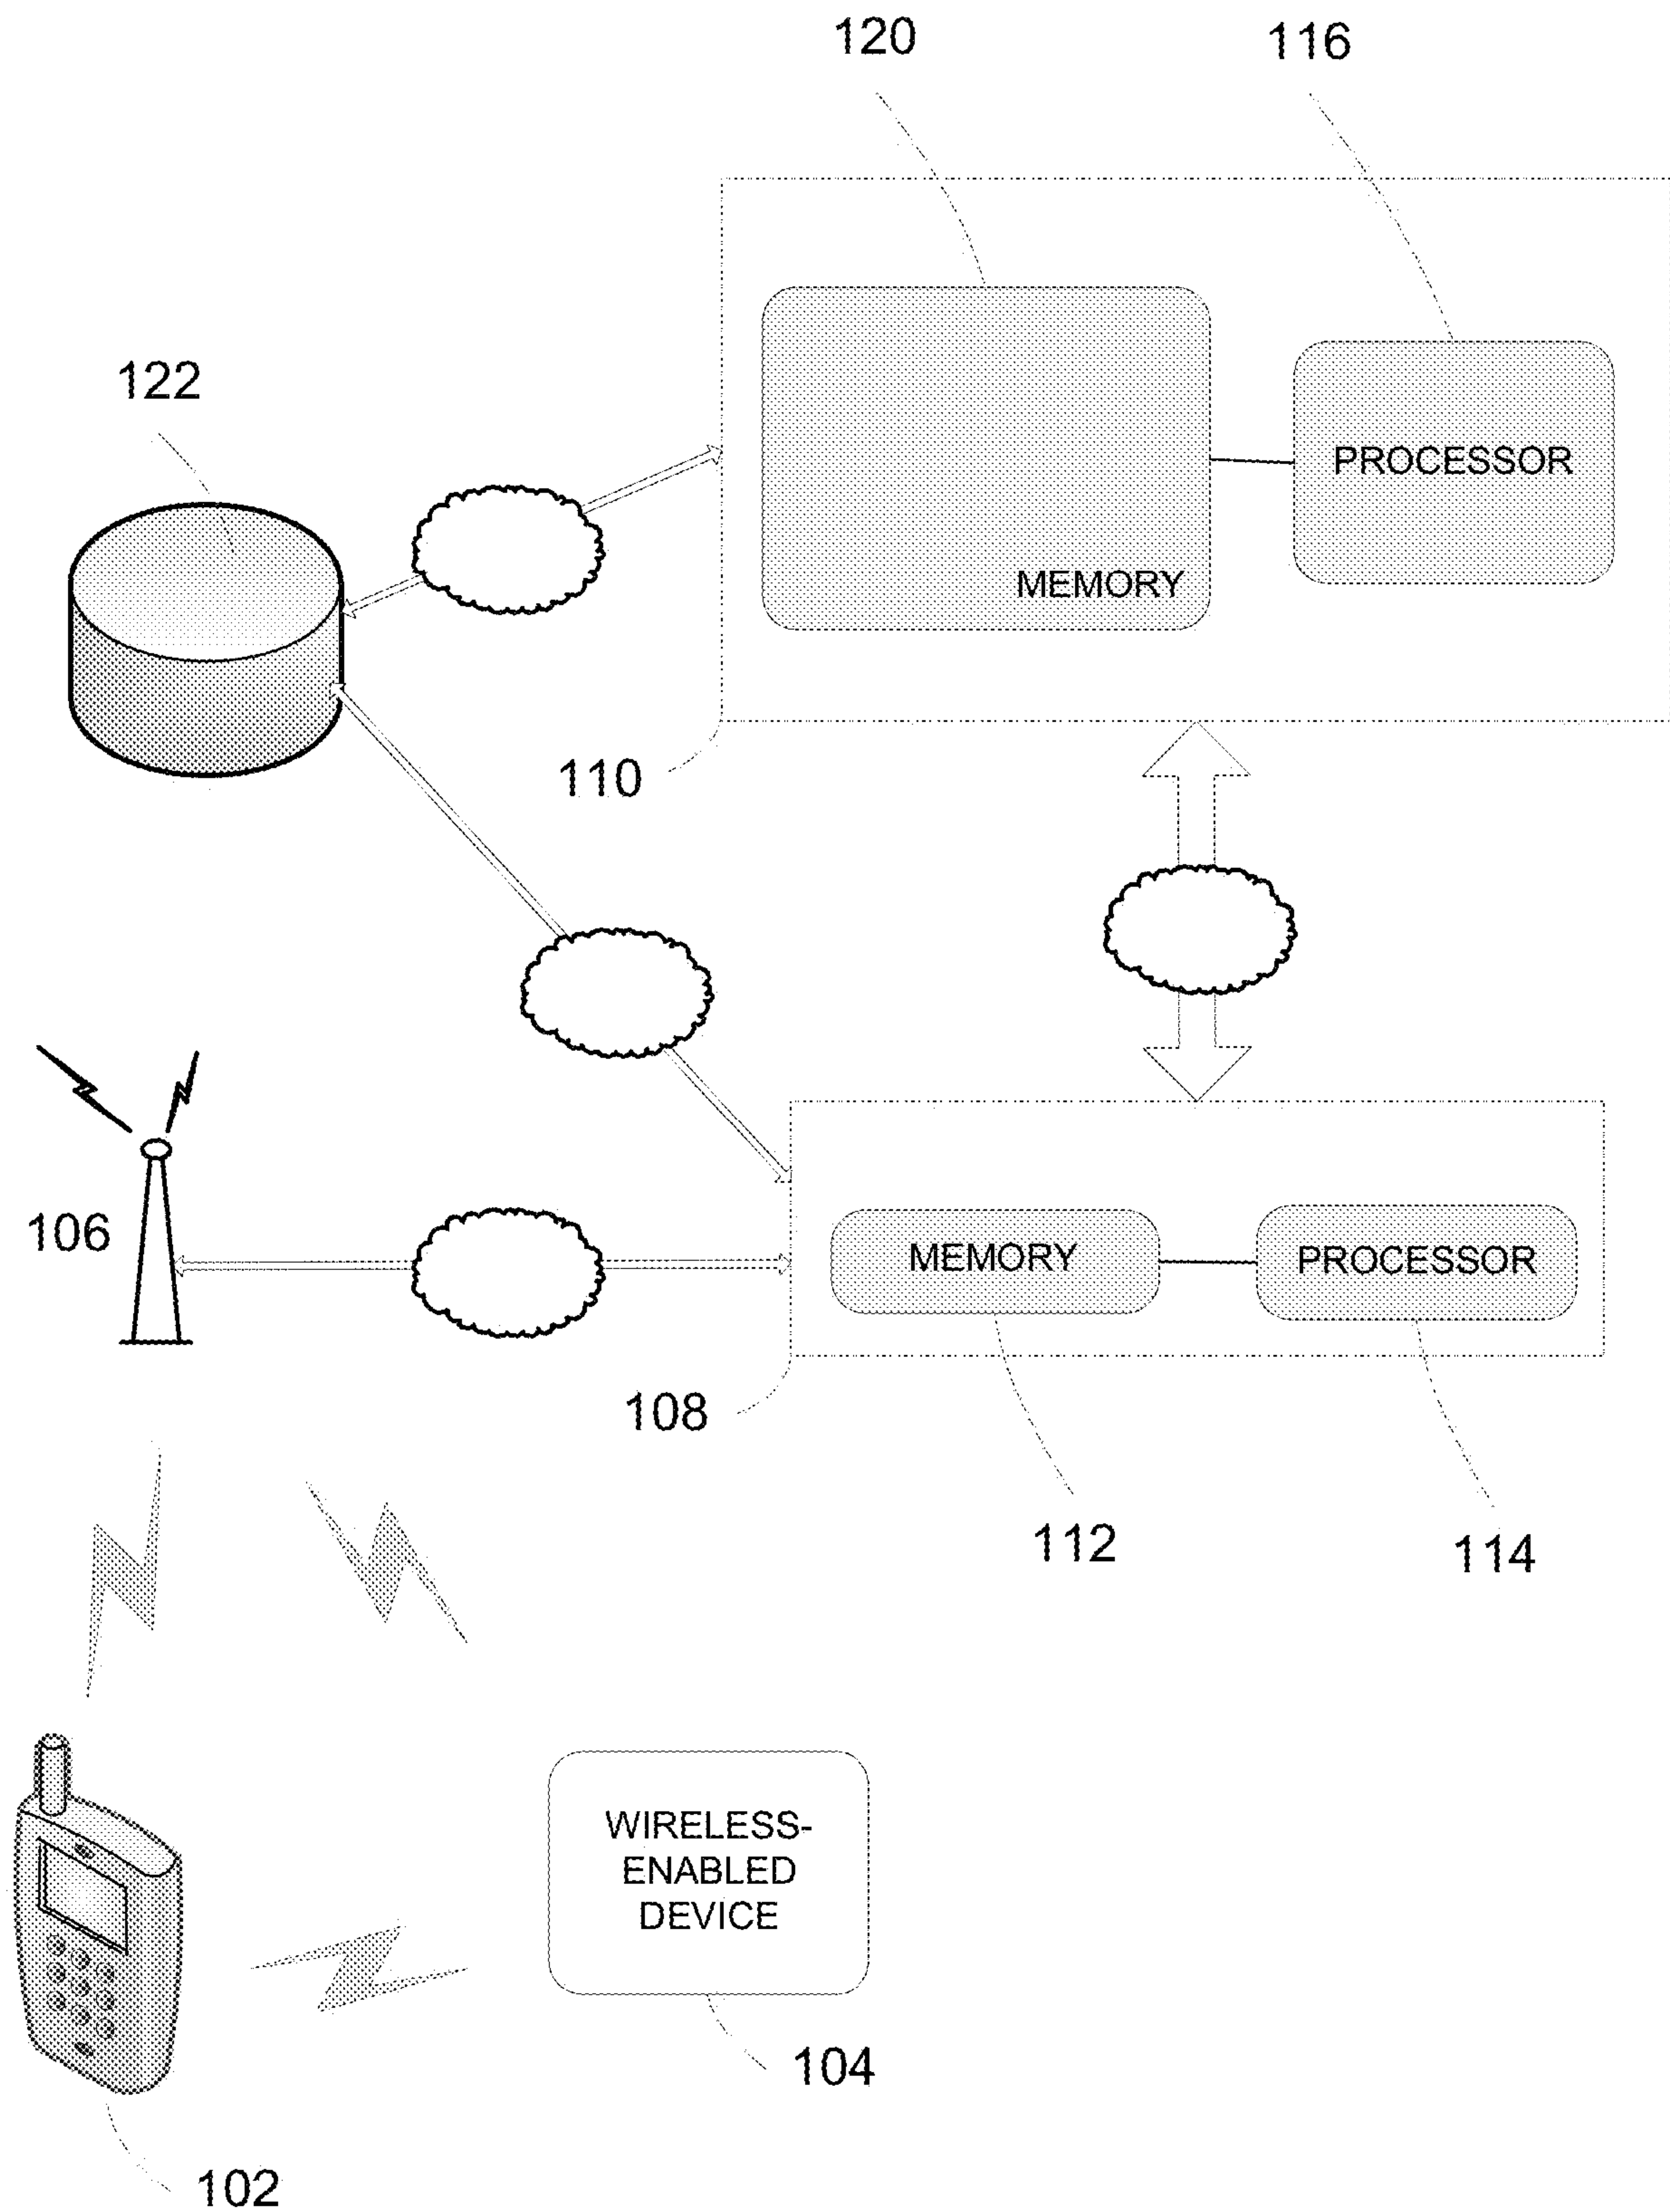 120
116
122
PROCESSOR
MEMORY
110
106
MEMORY
PROCESSOR
108
112
114
WIRELESS-
ENABLED
DEVICE
104
102